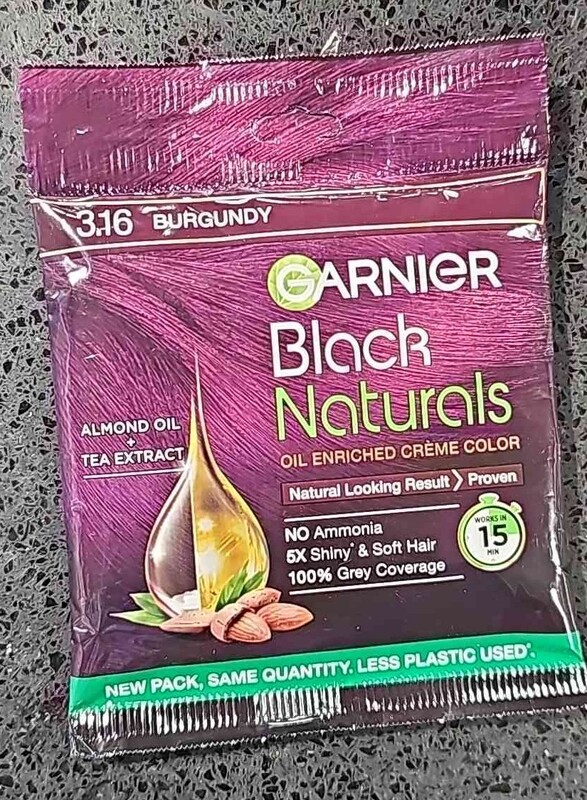 3.16 BURGUNDY
GARNIER
Black
Naturals
OIL ENRICHED CRÈME COLOR
Natural Looking Result > Proven
ALMOND OIL
+
TEA EXTRACT
NO Ammonia
5X Shiny* & Soft Hair
100% Grey Coverage
WORKS IN
15
MIN
NEW PACK, SAME QUANTITY. LESS PLASTIC USED*.